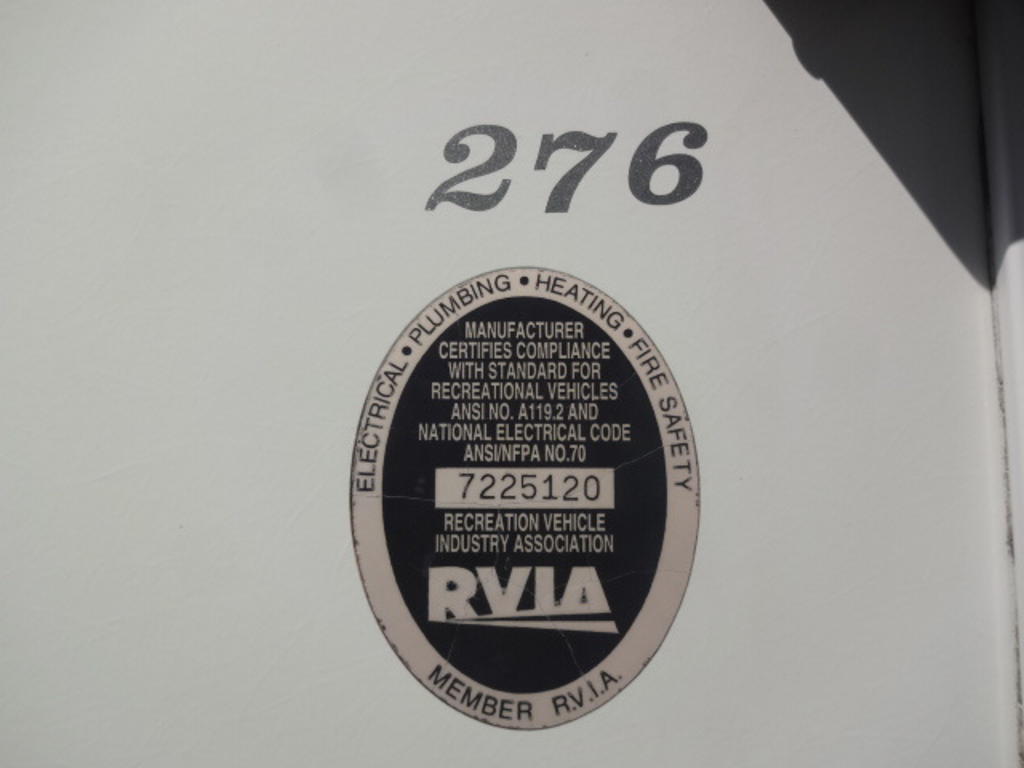 276
ELECTRICAL • PLUMBING • HEATING • FIRE SAFETY
MANUFACTURER
CERTIFIES COMPLIANCE
WITH STANDARD FOR
RECREATIONAL VEHICLES
ANSI NO. A119.2 AND
NATIONAL ELECTRICAL CODE
ANSI/NFPA NO.70
7225120
RECREATION VEHICLE
INDUSTRY ASSOCIATION
RVIA
MEMBER R.V.I.A.